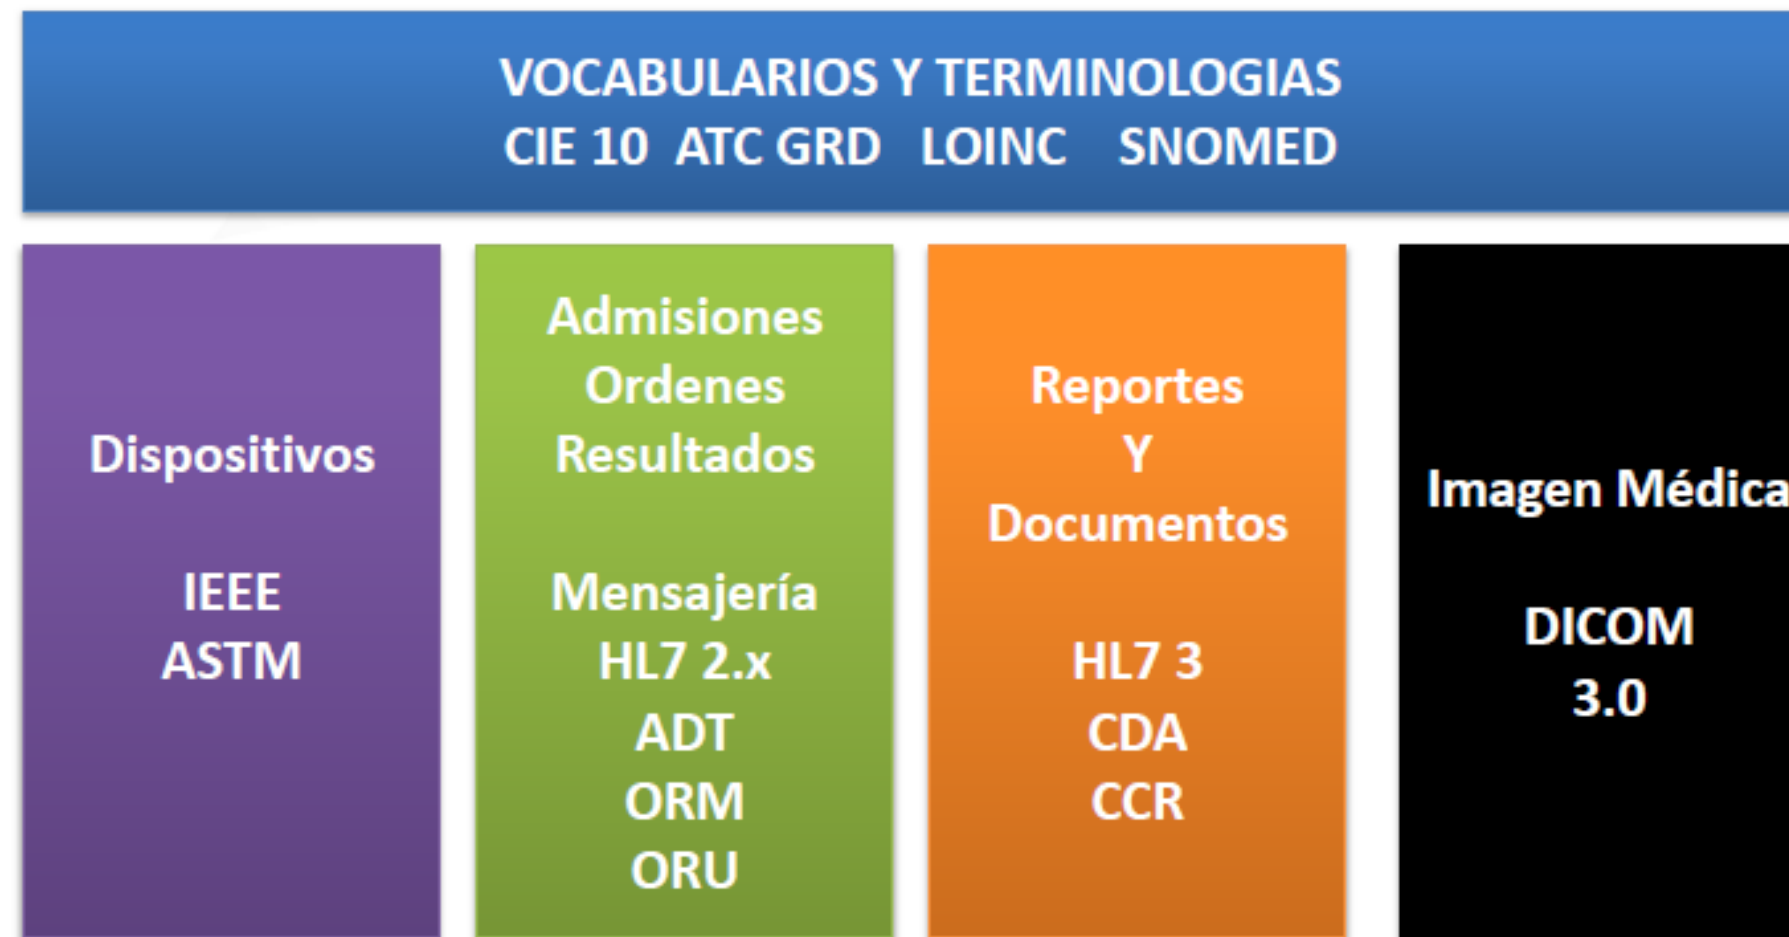 VOCABULARIOS Y TERMINOLOGIAS
CIE 10 ATC GRD LOINC SNOMED
Dispositivos
IEEE
ASTM
Admisiones
Ordenes
Resultados
Mensajería
HL7 2.x
ADT
ORM
ORU
Reportes
Y
Documentos
HL7 3
CDA
CCR
Imagen Médica
DICOM
3.0